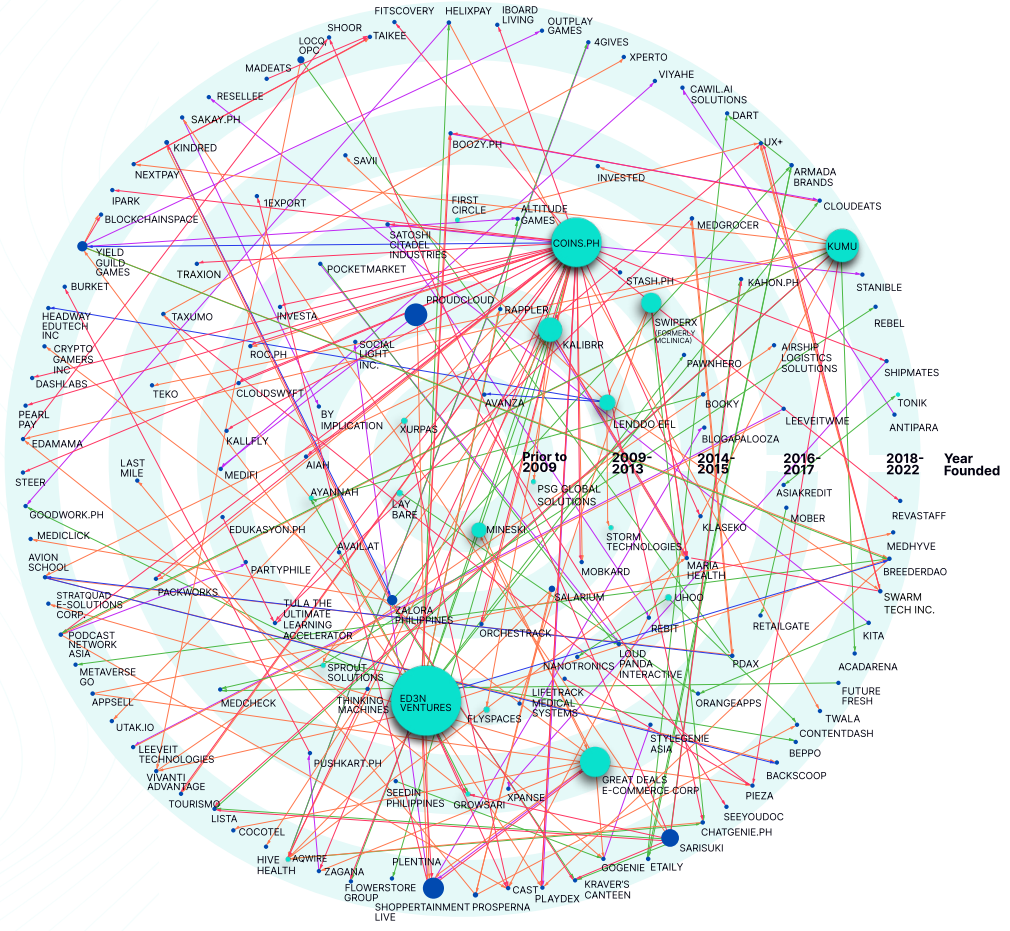 FITSCOVERY
HELIXPAY
IBOARD
LIVING
OUTPLAY
GAMES
SHOOR
TAIKEE
LOCO
OPC
4GIVES
XPERTO
MADEATS
VIYAHE
RESELLEE
CAWIL.AI
SOLUTIONS
SAKAY.PH
DART
KINDRED
BOOZY.PH
UX+
NEXTPAY
SAVII
INVESTED
ARMADA
BRANDS
IPARK
1EXPORT
FIRST
CIRCLE
CLOUDEATS
BLOCKCHAINSPACE
ALTITUDE
GAMES
MEDGROCER
SATOSHI
CITADEL
INDUSTRIES
COINS.PH
KUMU
YIELD
GUILD
GAMES
TRAXION
POCKETMARKET
STASH.PH
KAHON.PH
STANIBLE
BURKET
PROUDCLOUD
HEADWAY
EDUTECH
INC
TAXUMO
INVESTA
RAPPLER
SWIPERX
(FORMERLY
MCLINICA)
REBEL
CRYPTO
GAMERS
INC
ROC.PH
SOCIAL
LIGHT
INC.
KALIBRR
PAWNHERO
AIRSHIP
LOGISTICS
SOLUTIONS
SHIPMATES
DASHLABS
TEKO
CLOUDSWYFT
AVANZA
BOOKY
TONIK
PEARL
PAY
BY
IMPLICATION
XURPAS
LENDDO EFL
LEEVEITWME
ANTIPARA
EDAMAMA
KALLFLY
BLOGAPALOOZA
LAST
MILE
MEDIFI
AIAH
Prior to
2009
2009-
2013
2014-
2015
2016-
2017
2018-
2022
Year
Founded
STEER
AYANNAH
LAY
BARE
PSG GLOBAL
SOLUTIONS
ASIAKREDIT
GOODWORK.PH
EDUKASYON.PH
MINESKI
KLASEKO
MOBER
REVASTAFF
MEDICLICK
AVAIL.AT
STORM
TECHNOLOGIES
MEDHYVE
AVION
SCHOOL
PARTYPHILE
MOBKARD
MARIA
HEALTH
BREEDERDAO
STRATQUAD
E-SOLUTIONS
CORP.
PACKWORKS
TULA THE
ULTIMATE
LEARNING
ACCELERATOR
ZALORA
PHILIPPINES
SALARIUM
UHOO
SWARM
TECH INC.
PODCAST
NETWORK
ASIA
ORCHESTRACK
REBIT
RETAILGATE
KITA
METAVERSE
GO
SPROUT
SOLUTIONS
NANOTRONICS
LOUD
PANDA
INTERACTIVE
PDAX
ACADARENA
APPSELL
MEDCHECK
THINKING
MACHINES
ED3N
VENTURES
LIFETRACK
MEDICAL
SYSTEMS
ORANGEAPPS
FUTURE
FRESH
UTAK.IO
FLYSPACES
TWALA
LEEVEIT
TECHNOLOGIES
STYLEGENIE
ASIA
CONTENTDASH
BEPPO
VIVANTI
ADVANTAGE
PUSHKART.PH
GREAT DEALS
E-COMMERCE CORP
BACKSCOOP
TOURISMO
SEEDIN
PHILIPPINES
GROWSARI
XPANSE
PIEZA
LISTA
SEEYOUDOC
COCOTEL
CHATGENIE.PH
HIVE
HEALTH
AQWIRE
SARISUKI
ZAGANA
PLENTINA
GOGENIE
ETAILY
FLOWERSTORE
GROUP
CAST
KRAVER'S
CANTEEN
SHOPPERTAINMENT
LIVE
PROSPERNA
PLAYDEX